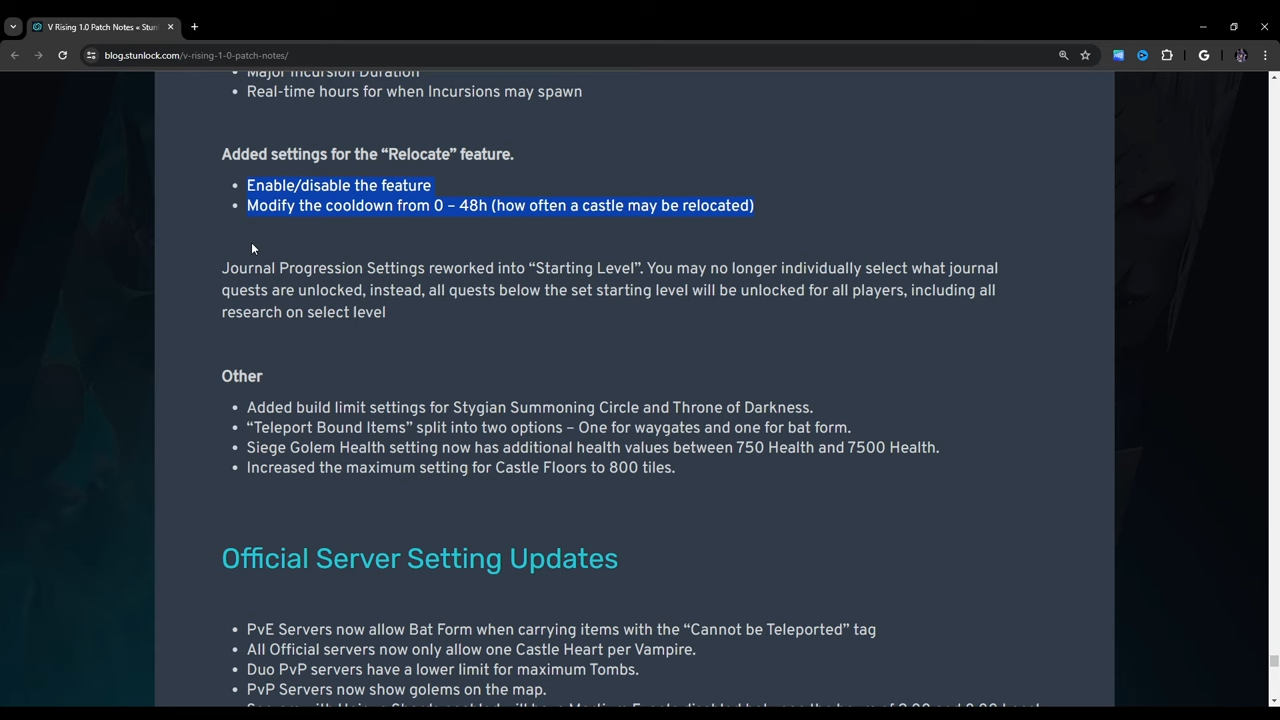 V Rising 1.0 Patch Notes « Stun
blog.stunlock.com/v-rising-1-0-patch-notes/
Major Incursion Duration
Real-time hours for when Incursions may spawn
Added settings for the “Relocate” feature.
Enable/disable the feature
Modify the cooldown from 0 – 48h (how often a castle may be relocated)
Journal Progression Settings reworked into “Starting Level”. You may no longer individually select what journal
quests are unlocked, instead, all quests below the set starting level will be unlocked for all players, including all
research on select level
Other
Added build limit settings for Stygian Summoning Circle and Throne of Darkness.
“Teleport Bound Items” split into two options – One for waygates and one for bat form.
Siege Golem Health setting now has additional health values between 750 Health and 7500 Health.
Increased the maximum setting for Castle Floors to 800 tiles.
Official Server Setting Updates
PvE Servers now allow Bat Form when carrying items with the “Cannot be Teleported” tag
All Official servers now only allow one Castle Heart per Vampire.
Duo PvP servers have a lower limit for maximum Tombs.
PvP Servers now show golems on the map.